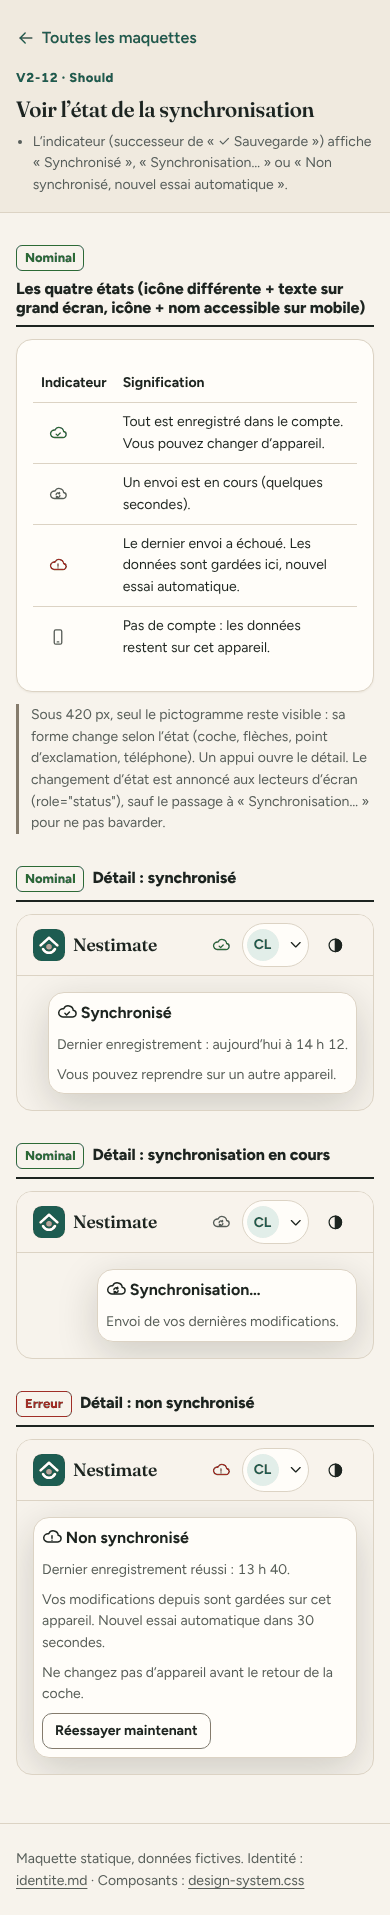 ← Toutes les maquettes
V2-12 · Should
Voir l’état de la synchronisation
• L’indicateur (successeur de « ✓ Sauvegarde ») affiche
« Synchronisé », « Synchronisation… » ou « Non
synchronisé, nouvel essai automatique ».
Nominal
Les quatre états (icône différente + texte sur
grand écran, icône + nom accessible sur mobile)
Indicateur Signification
Tout est enregistré dans le compte.
Vous pouvez changer d’appareil.
Un envoi est en cours (quelques
secondes).
Le dernier envoi a échoué. Les
données sont gardées ici, nouvel
essai automatique.
Pas de compte : les données
restent sur cet appareil.
Sous 420 px, seul le pictogramme reste visible : sa
forme change selon l’état (coche, flèches, point
d’exclamation, téléphone). Un appui ouvre le détail. Le
changement d’état est annoncé aux lecteurs d’écran
(role="status"), sauf le passage à « Synchronisation… »
pour ne pas bavarder.
Nominal Détail : synchronisé
Nestimate CL
Synchronisé
Dernier enregistrement : aujourd’hui à 14 h 12.
Vous pouvez reprendre sur un autre appareil.
Nominal Détail : synchronisation en cours
Nestimate CL
Synchronisation…
Envoi de vos dernières modifications.
Erreur Détail : non synchronisé
Nestimate CL
Non synchronisé
Dernier enregistrement réussi : 13 h 40.
Vos modifications depuis sont gardées sur cet
appareil. Nouvel essai automatique dans 30
secondes.
Ne changez pas d’appareil avant le retour de la
coche.
Réessayer maintenant
Maquette statique, données fictives. Identité :
identite.md · Composants : design-system.css